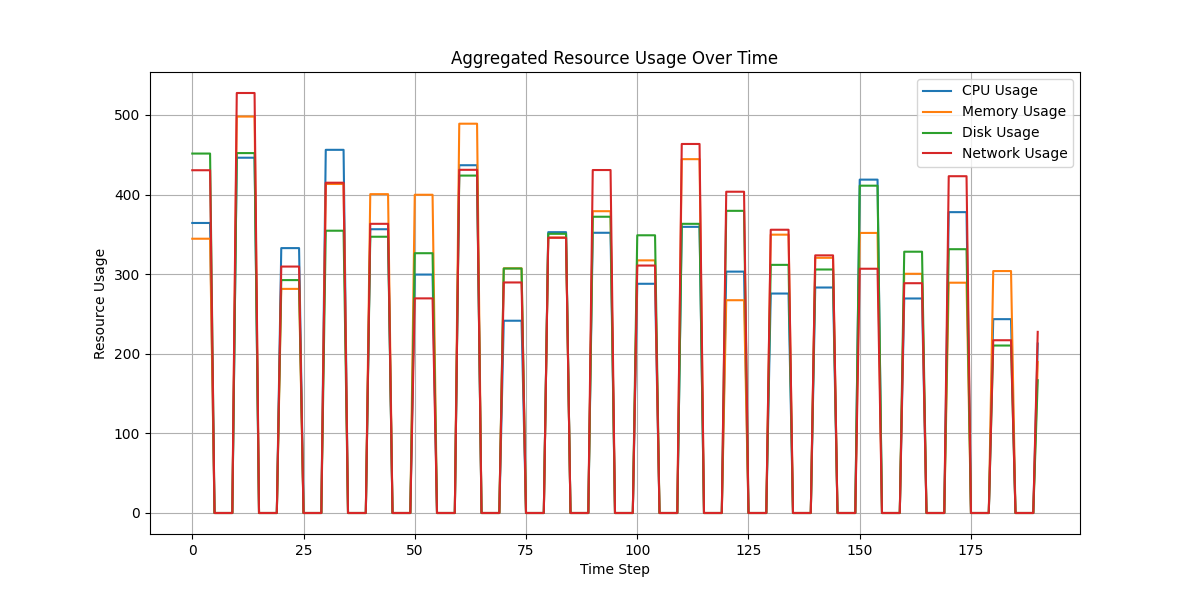 Aggregated Resource Usage Over Time
CPU Usage
Memory Usage
Disk Usage
Network Usage
Resource Usage
500
400
300
200
100
0
0 25 50 75 100 125 150 175
Time Step